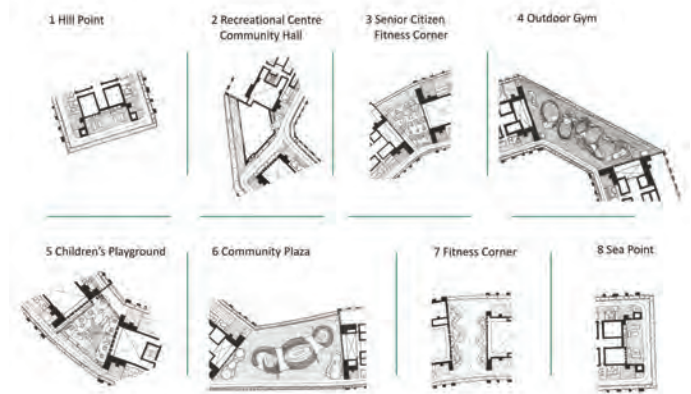 1 Hill Point
2 Recreational Centre
Community Hall
3 Senior Citizen
Fitness Corner
4 Outdoor Gym
5 Children's Playground
6 Community Plaza
7 Fitness Corner
8 Sea Point